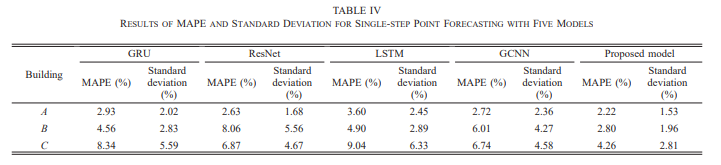 TABLE IV
RESULTS OF MAPE AND STANDARD DEVIATION FOR SINGLE-STEP POINT FORECASTING WITH FIVE MODELS
Building GRU ResNet LSTM GCNN Proposed model
MAPE (%) Standard deviation (%) MAPE (%) Standard deviation (%) MAPE (%) Standard deviation (%) MAPE (%) Standard deviation (%) MAPE (%) Standard deviation (%)
A 2.93 2.02 2.63 1.68 3.60 2.45 2.72 2.36 2.22 1.53
B 4.56 2.83 8.06 5.56 4.90 2.89 6.01 4.27 2.80 1.96
C 8.34 5.59 6.87 4.67 9.04 6.33 6.74 4.58 4.26 2.81